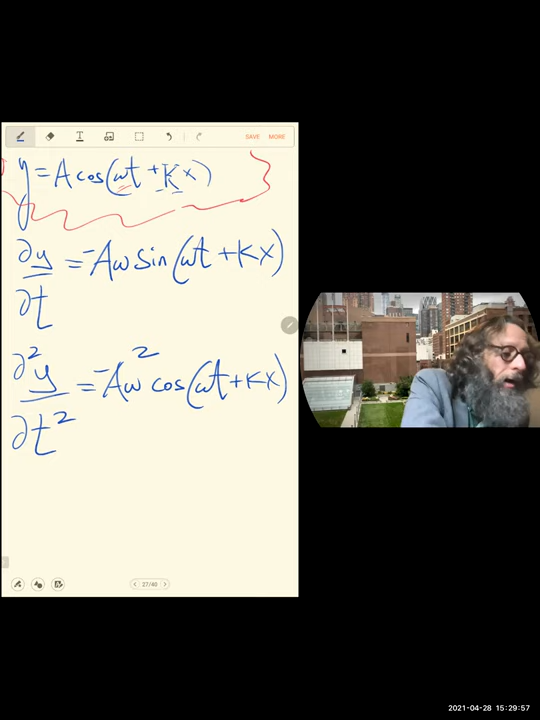 SAVE MORE
y = A cos(ωt + Kx)
∂y/∂t = -Aω sin(ωt + Kx)
∂²y/∂t² = -Aω² cos(ωt + Kx)
27/40
2021-04-28 15:29:57